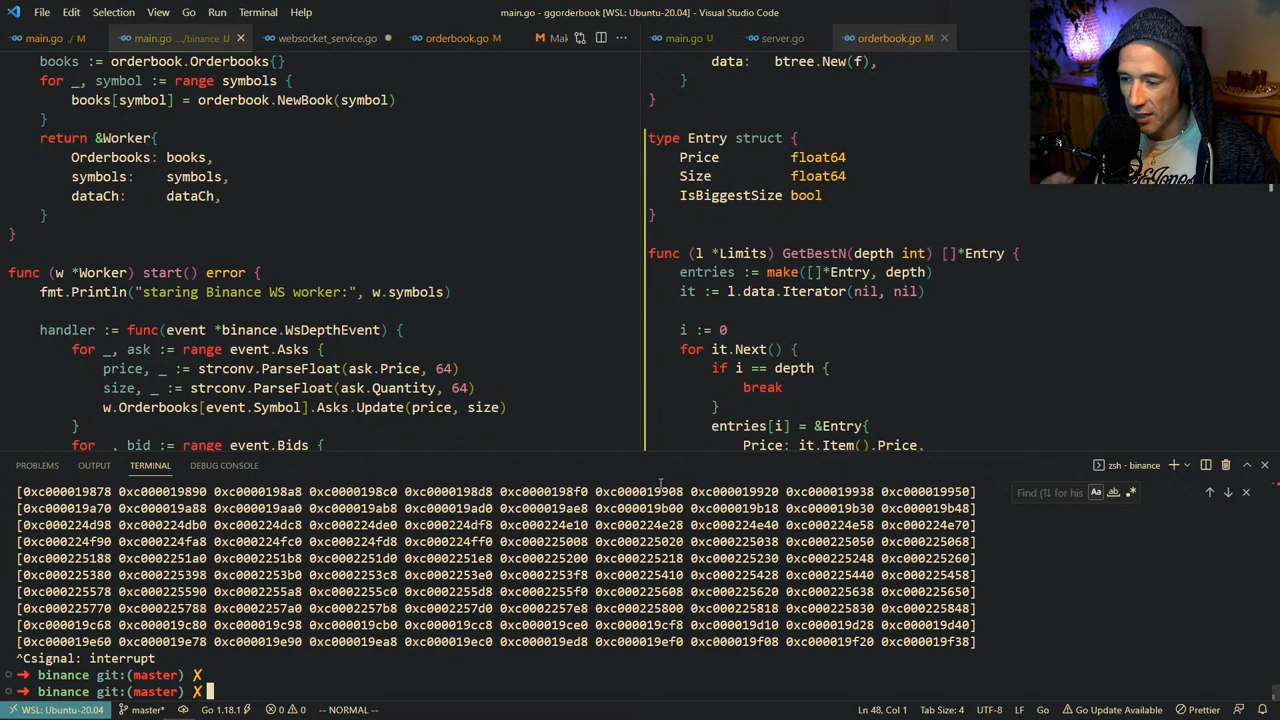 File Edit Selection View Go Run Terminal Help
main.go - ggorderbook [WSL: Ubuntu-20.04] - Visual Studio Code
main.go ./ M
main.go .../binance U
websocket_service.go
orderbook.go M
Mak
main.go U
server.go
orderbook.go M
books := orderbook.Orderbooks{}
for _, symbol := range symbols {
books[symbol] = orderbook.NewBook(symbol)
}
return &Worker{
Orderbooks: books,
symbols: symbols,
dataCh: dataCh,
}
}
func (w *Worker) start() error {
fmt.Println("staring Binance WS worker:", w.symbols)
handler := func(event *binance.WsDepthEvent) {
for _, ask := range event.Asks {
price, _ := strconv.ParseFloat(ask.Price, 64)
size, _ := strconv.ParseFloat(ask.Quantity, 64)
w.Orderbooks[event.Symbol].Asks.Update(price, size)
}
for _, bid := range event.Bids {
data: btree.New(f),
}
}
type Entry struct {
Price float64
Size float64
IsBiggestSize bool
}
func (l *Limits) GetBestN(depth int) []*Entry {
entries := make([]*Entry, depth)
it := l.data.Iterator(nil, nil)
i := 0
for it.Next() {
if i == depth {
break
}
entries[i] = &Entry{
Price: it.Item().Price,
PROBLEMS OUTPUT TERMINAL DEBUG CONSOLE
zsh - binance
Find (⇅ for his
Aa ab .*
[0xc000019878 0xc000019890 0xc0000198a8 0xc0000198c0 0xc0000198d8 0xc0000198f0 0xc000019908 0xc000019920 0xc000019938 0xc000019950]
[0xc000019a70 0xc000019a88 0xc000019aa0 0xc000019ab8 0xc000019ad0 0xc000019ae8 0xc000019b00 0xc000019b18 0xc000019b30 0xc000019b48]
[0xc000224d98 0xc000224db0 0xc000224dc8 0xc000224de0 0xc000224df8 0xc000224e10 0xc000224e28 0xc000224e40 0xc000224e58 0xc000224e70]
[0xc000224f90 0xc000224fa8 0xc000224fc0 0xc000224fd8 0xc000224ff0 0xc000225008 0xc000225020 0xc000225038 0xc000225050 0xc000225068]
[0xc000225188 0xc0002251a0 0xc0002251b8 0xc0002251d0 0xc0002251e8 0xc000225200 0xc000225218 0xc000225230 0xc000225248 0xc000225260]
[0xc000225380 0xc000225398 0xc0002253b0 0xc0002253c8 0xc0002253e0 0xc0002253f8 0xc000225410 0xc000225428 0xc000225440 0xc000225458]
[0xc000225578 0xc000225590 0xc0002255a8 0xc0002255c0 0xc0002255d8 0xc0002255f0 0xc000225608 0xc000225620 0xc000225638 0xc000225650]
[0xc000225770 0xc000225788 0xc0002257a0 0xc0002257b8 0xc0002257d0 0xc0002257e8 0xc000225800 0xc000225818 0xc000225830 0xc000225848]
[0xc000019c68 0xc000019c80 0xc000019c98 0xc000019cb0 0xc000019cc8 0xc000019ce0 0xc000019cf8 0xc000019d10 0xc000019d28 0xc000019d40]
[0xc000019e60 0xc000019e78 0xc000019e90 0xc000019ea8 0xc000019ec0 0xc000019ed8 0xc000019ef0 0xc000019f08 0xc000019f20 0xc000019f38]
^Csignal: interrupt
➜ binance git:(master) ✗
➜ binance git:(master) ✗
WSL: Ubuntu-20.04 master* Go 1.18.1 0 0 -- NORMAL -- Ln 48, Col 1 Tab Size: 4 UTF-8 LF Go Go Update Available Prettier